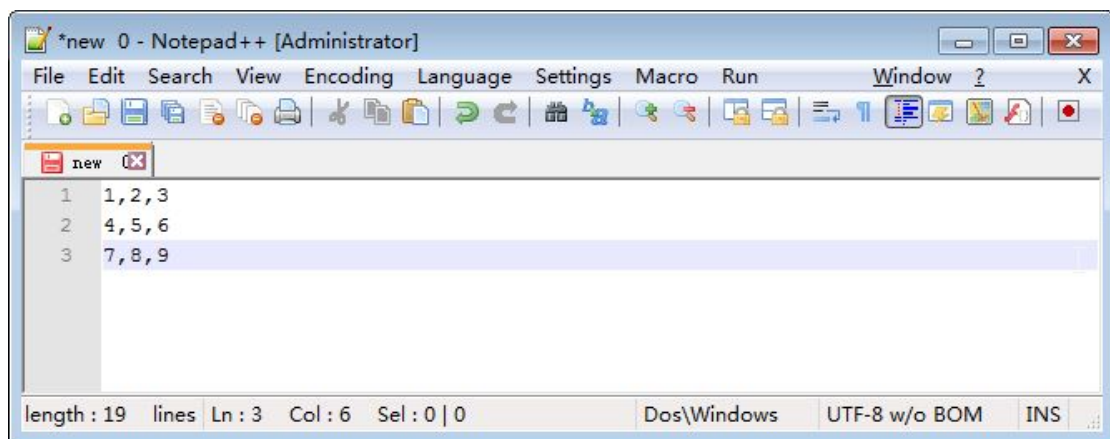 *new 0 - Notepad++ [Administrator]
File Edit Search View Encoding Language Settings Macro Run Window ? X
new 0
1 1,2,3
2 4,5,6
3 7,8,9
length : 19 lines Ln : 3 Col : 6 Sel : 0 | 0 Dos\Windows UTF-8 w/o BOM INS